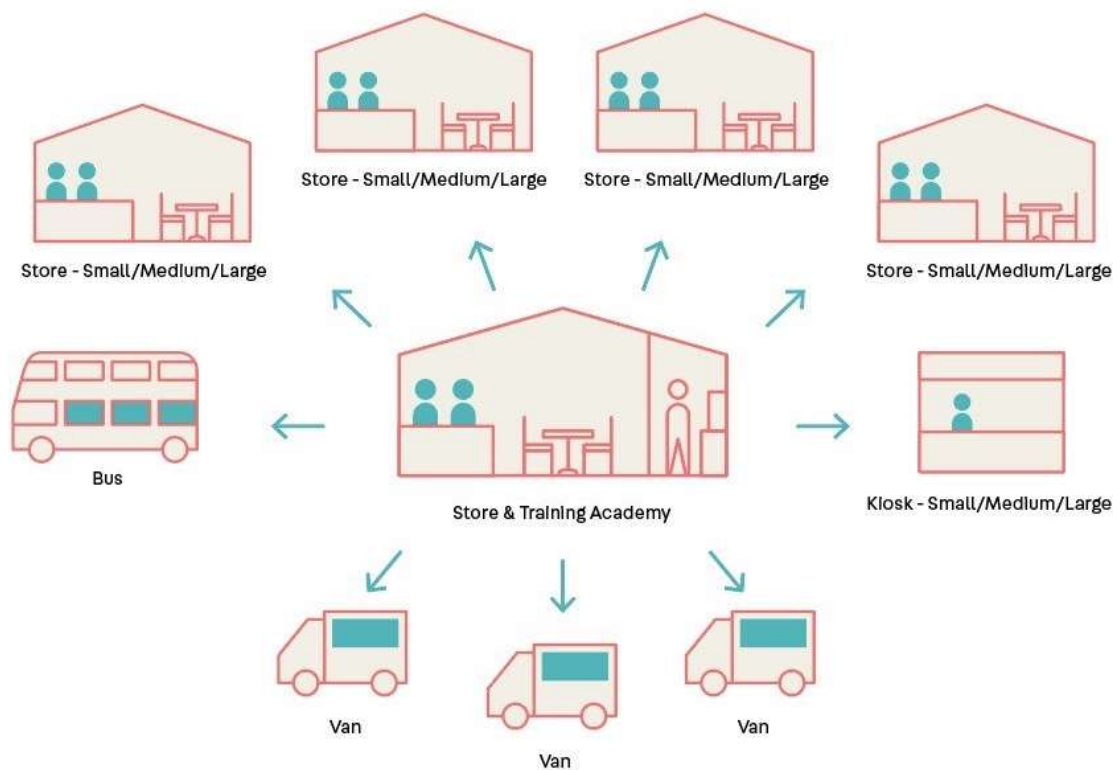 Store - Small/Medium/Large
Store - Small/Medium/Large
Store - Small/Medium/Large
Store - Small/Medium/Large
Bus
Kiosk - Small/Medium/Large
Store & Training Academy
Van
Van
Van